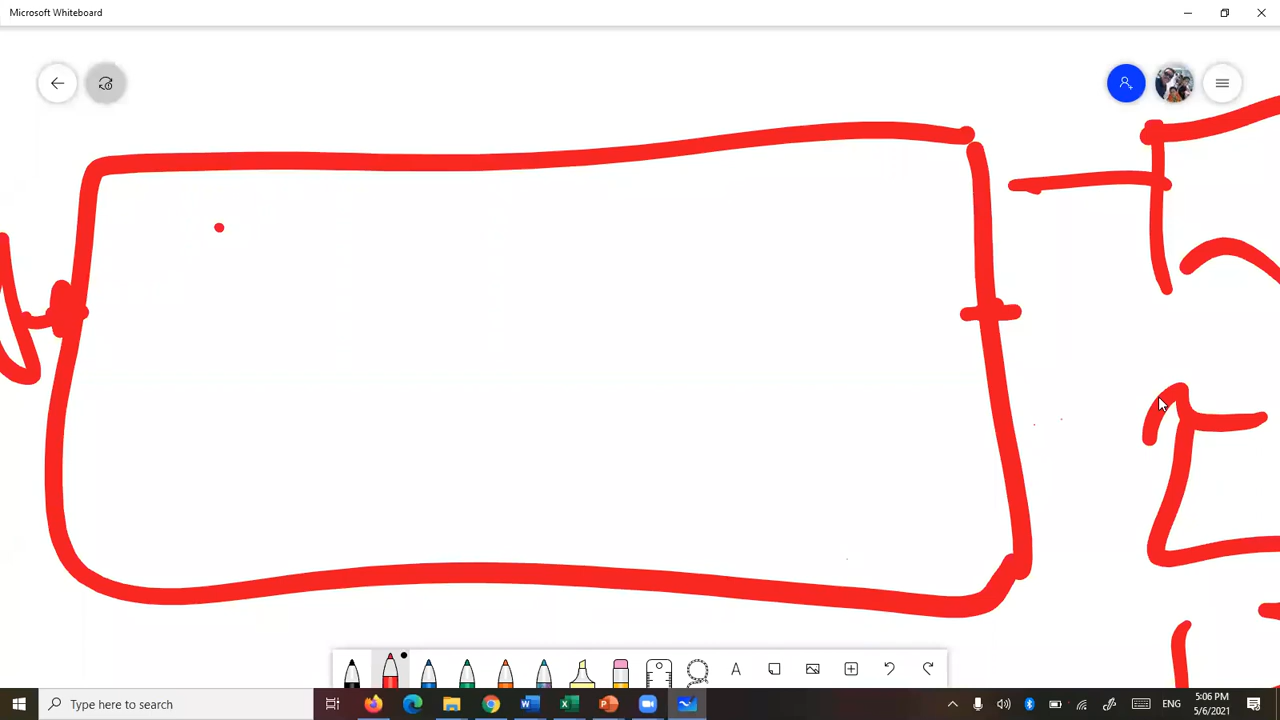 Microsoft Whiteboard
A
Type here to search
ENG
5:06 PM
5/6/2021